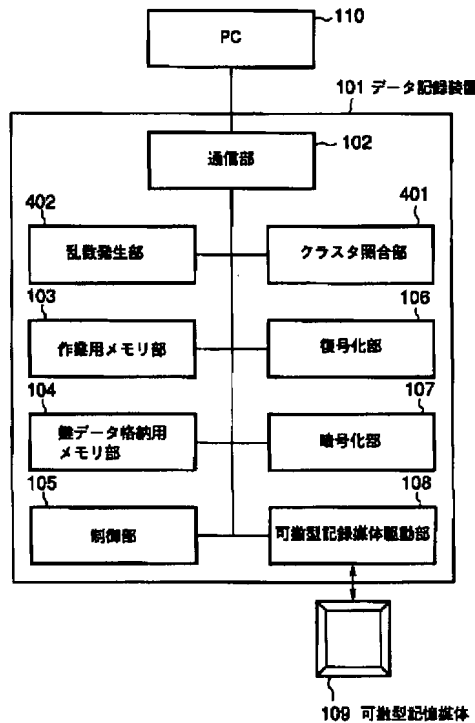 110
PC
101 データ記録装置
通信部
102
402
401
乱数発生部
クラスタ照合部
103
106
作業用メモリ部
復号化部
104
107
鍵データ格納用
メモリ部
暗号化部
105
108
制御部
可搬型記録媒体駆動部
109 可搬型記憶媒体